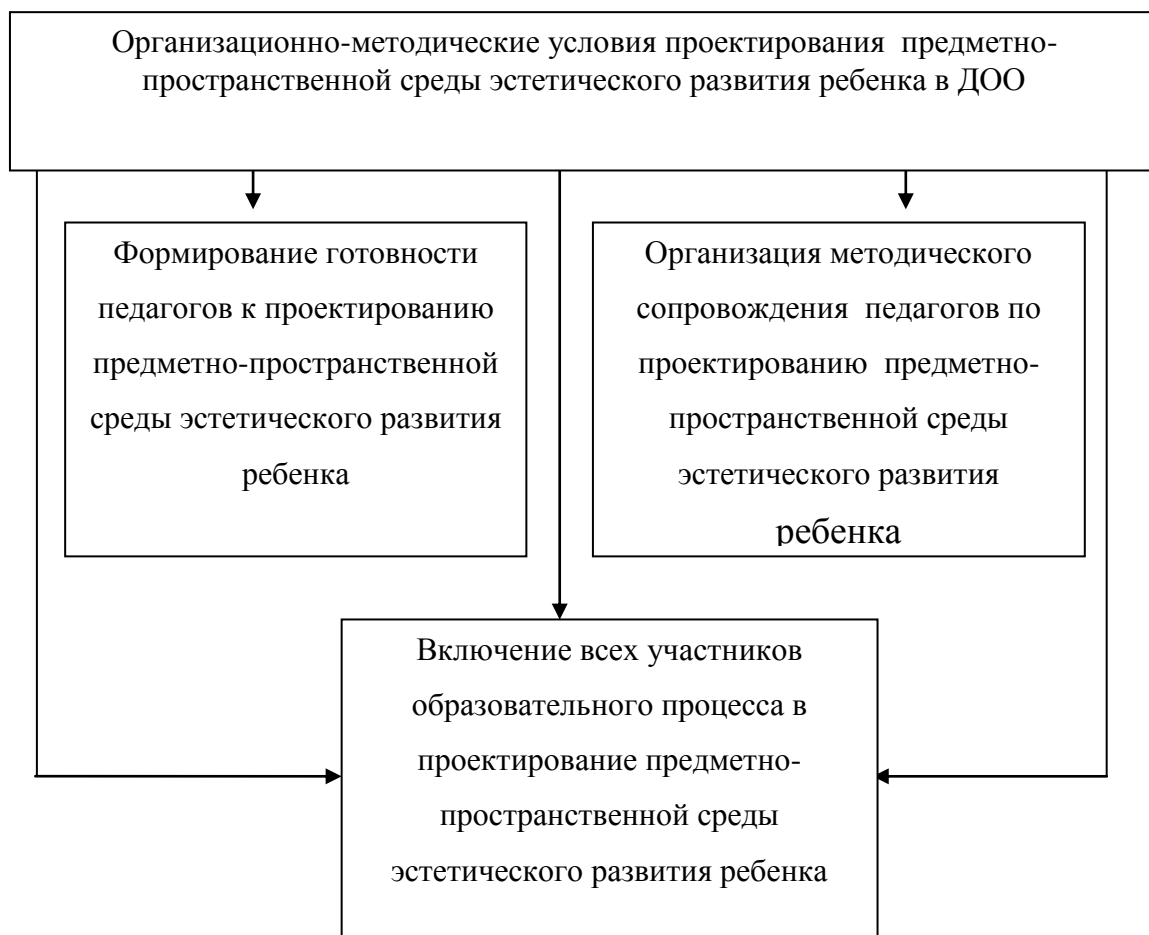 Организационно-методические условия проектирования предметно-
пространственной среды эстетического развития ребенка в ДОО
Формирование готовности
педагогов к проектированию
предметно-пространственной
среды эстетического развития
ребенка
Организация методического
сопровождения педагогов по
проектированию предметно-
пространственной среды
эстетического развития
ребенка
Включение всех участников
образовательного процесса в
проектирование предметно-
пространственной среды
эстетического развития ребенка